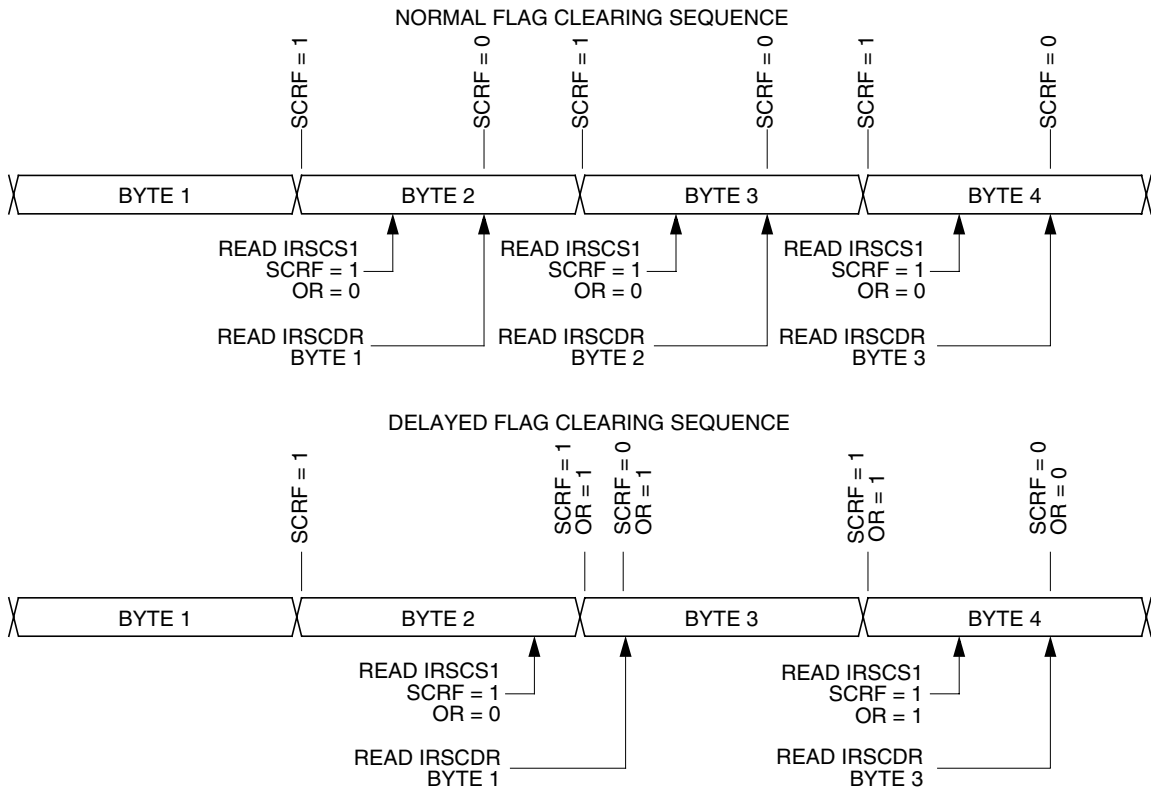 NORMAL FLAG CLEARING SEQUENCE
SCRF = 1
SCRF = 0
SCRF = 1
SCRF = 0
SCRF = 1
SCRF = 0
BYTE 1
BYTE 2
BYTE 3
BYTE 4
READ IRSCS1
SCRF = 1
OR = 0
READ IRSCS1
SCRF = 1
OR = 0
READ IRSCS1
SCRF = 1
OR = 0
READ IRSCDR
BYTE 1
READ IRSCDR
BYTE 2
READ IRSCDR
BYTE 3
DELAYED FLAG CLEARING SEQUENCE
SCRF = 1
SCRF = 1
OR = 1
SCRF = 0
OR = 1
SCRF = 1
OR = 1
SCRF = 0
OR = 0
BYTE 1
BYTE 2
BYTE 3
BYTE 4
READ IRSCS1
SCRF = 1
OR = 0
READ IRSCS1
SCRF = 1
OR = 1
READ IRSCDR
BYTE 1
READ IRSCDR
BYTE 3